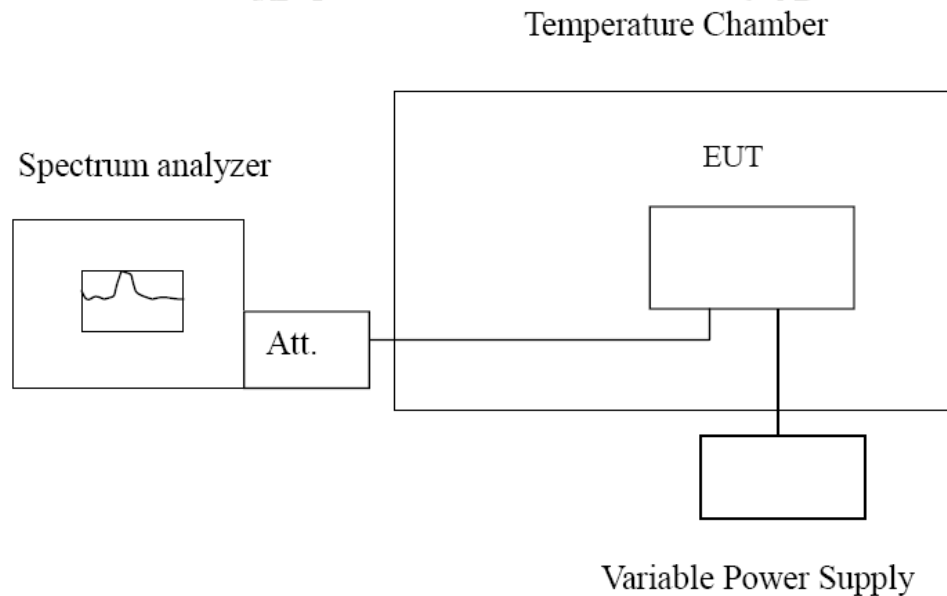 Temperature Chamber
Spectrum analyzer
EUT
Att.
Variable Power Supply